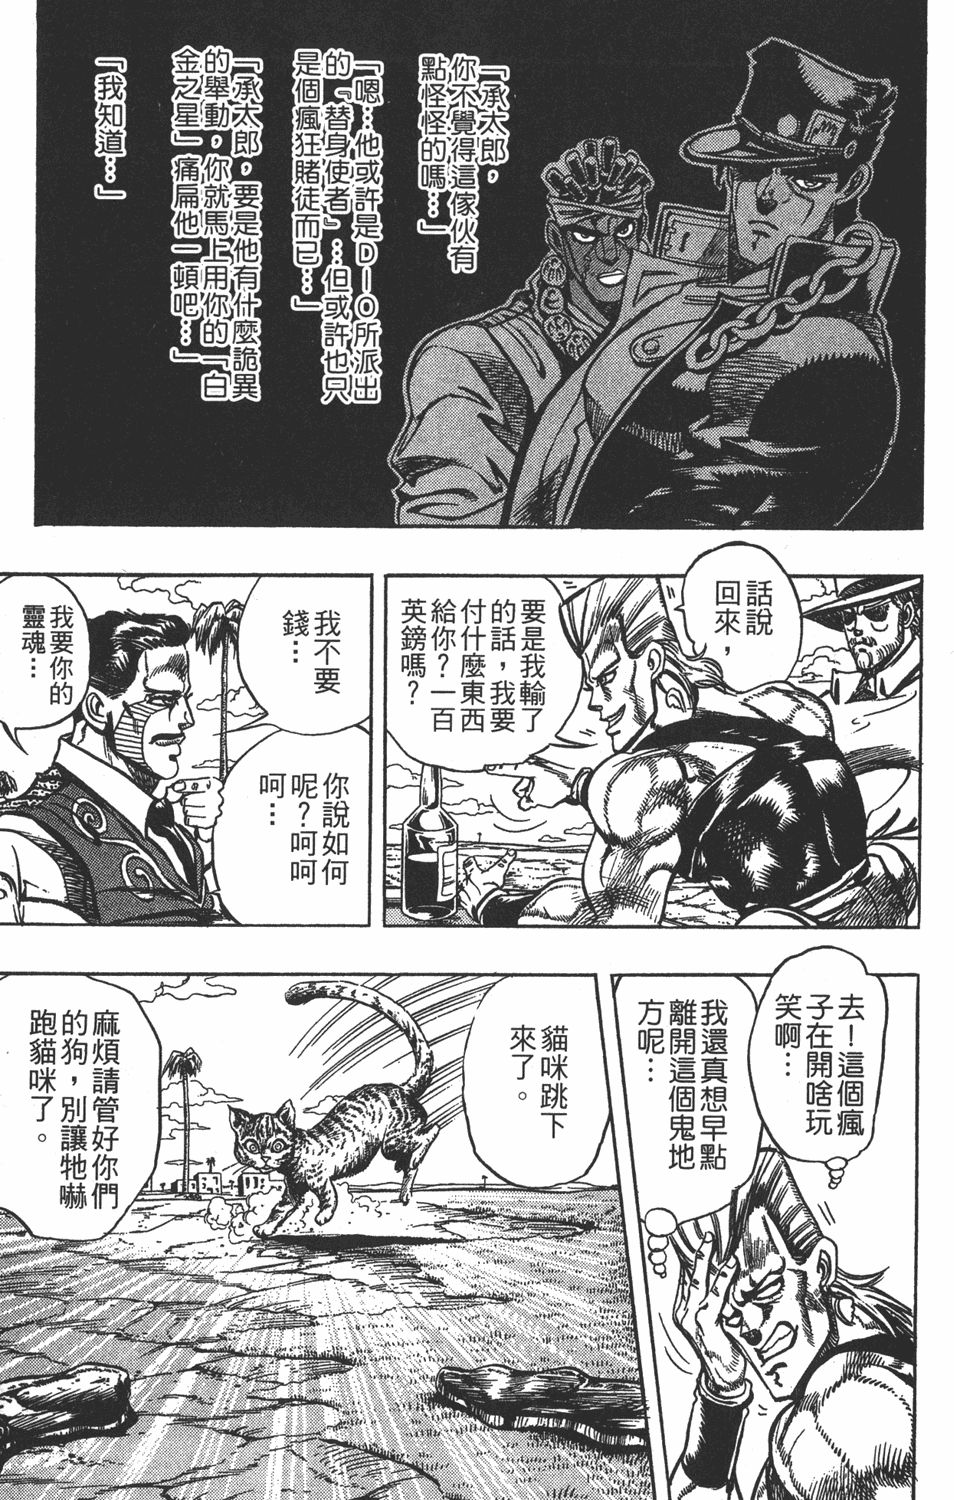 「承太郎，
你不覺得這傢伙有
點怪怪的嗎…」
「嗯…他或許是DIO所派出
的『替身使者』…但或許也只
是個瘋狂賭徒而已…」
「承太郎，要是他有什麼詭異
的舉動，你就馬上用你的「白
金之星」痛扁他一頓吧…」
「我知道…」
話說
回來，
要是我輸了
的話，我要
付什麼東西
給你？一百
英鎊嗎？
我不要
錢…
你說如何
呢？呵呵
呵…
我要你的
靈魂…
去！這個瘋
子在開啥玩
笑啊…
我還真想早點
離開這個鬼地
方呢…
貓咪跳下
來了。
麻煩請管好你們
的狗，別讓牠嚇
跑貓咪了。